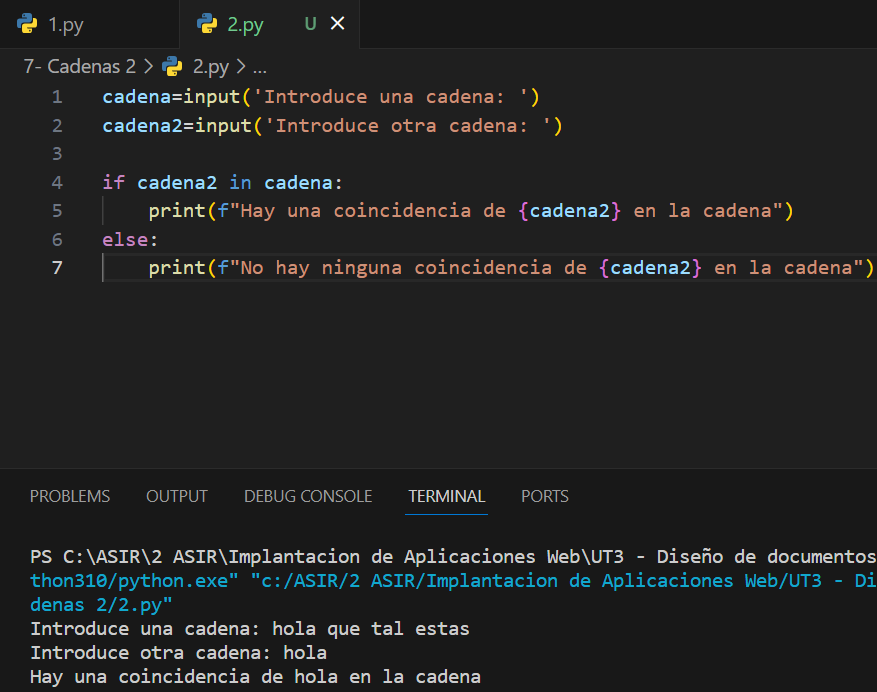 1.py
2.py U
7- Cadenas 2 > 2.py > ...
1 cadena=input('Introduce una cadena: ')
2 cadena2=input('Introduce otra cadena: ')
3
4 if cadena2 in cadena:
5     print(f"Hay una coincidencia de {cadena2} en la cadena")
6 else:
7     print(f"No hay ninguna coincidencia de {cadena2} en la cadena")
PROBLEMS OUTPUT DEBUG CONSOLE TERMINAL PORTS
PS C:\ASIR\2 ASIR\Implantacion de Aplicaciones Web\UT3 - Diseño de documentos
thon310/python.exe" "c:/ASIR/2 ASIR/Implantacion de Aplicaciones Web/UT3 - Di
denas 2/2.py"
Introduce una cadena: hola que tal estas
Introduce otra cadena: hola
Hay una coincidencia de hola en la cadena